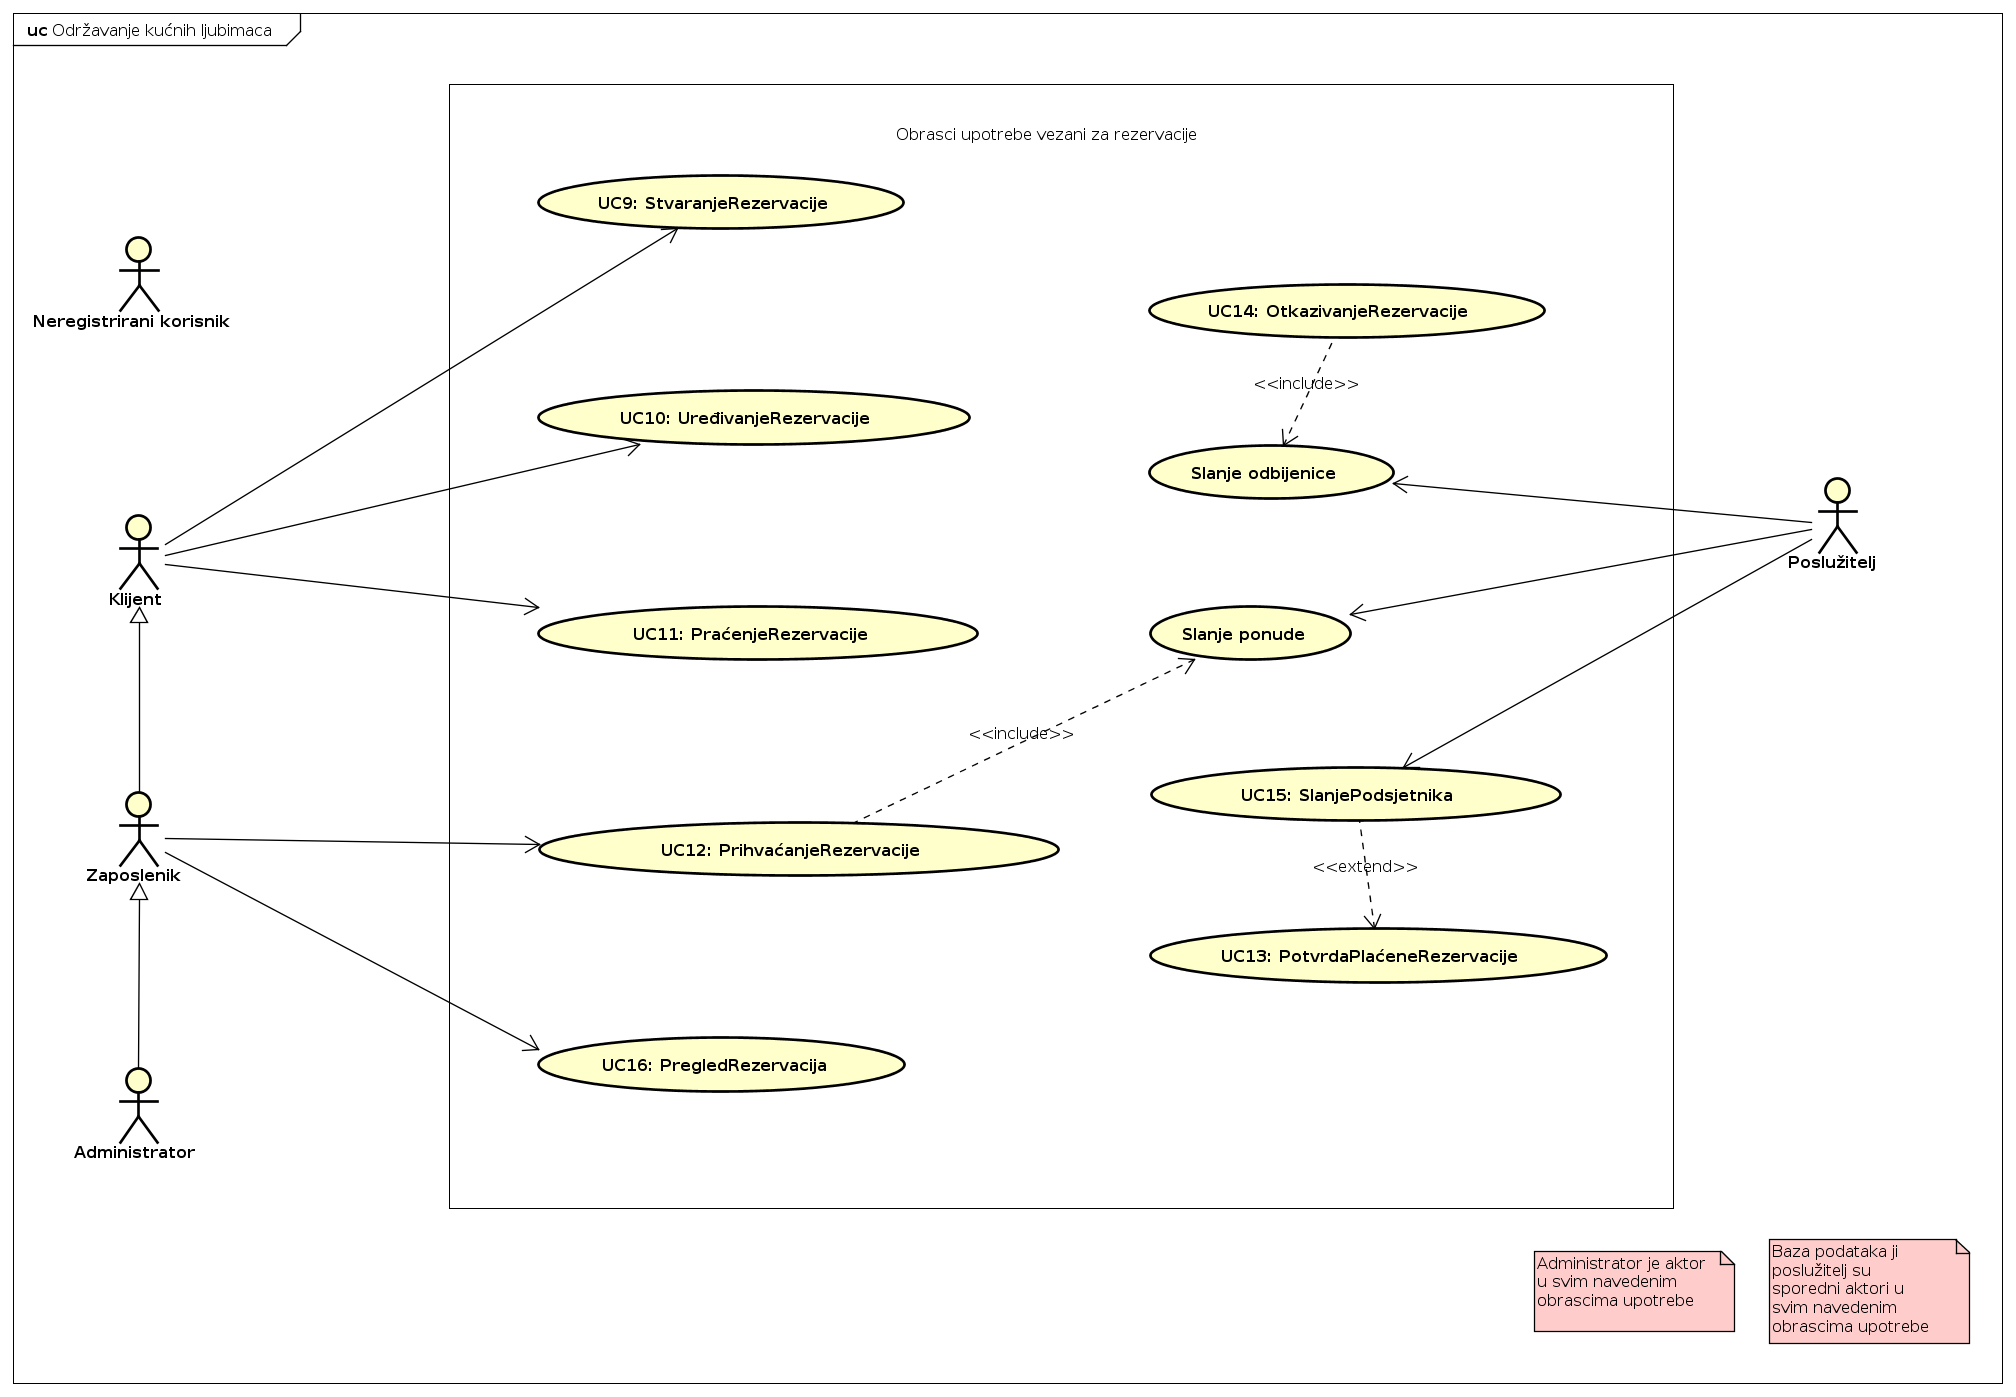 uc Održavanje kućnih ljubimaca
Obrasci upotrebe vezani za rezervacije
UC9: StvaranjeRezervacije
Neregistrirani korisnik
UC14: OtkazivanjeRezervacije
<<include>>
UC10: UređivanjeRezervacije
Slanje odbijenice
Poslužitelj
Klijent
UC11: PraćenjeRezervacije
Slanje ponude
<<include>>
UC15: SlanjePodsjetnika
UC12: PrihvaćanjeRezervacije
<<extend>>
Zaposlenik
UC13: PotvrdaPlaćeneRezervacije
UC16: PregledRezervacija
Administrator
Administrator je aktor
u svim navedenim
obrascima upotrebe
Baza podataka ji
poslužitelj su
sporedni aktori u
svim navedenim
obrascima upotrebe